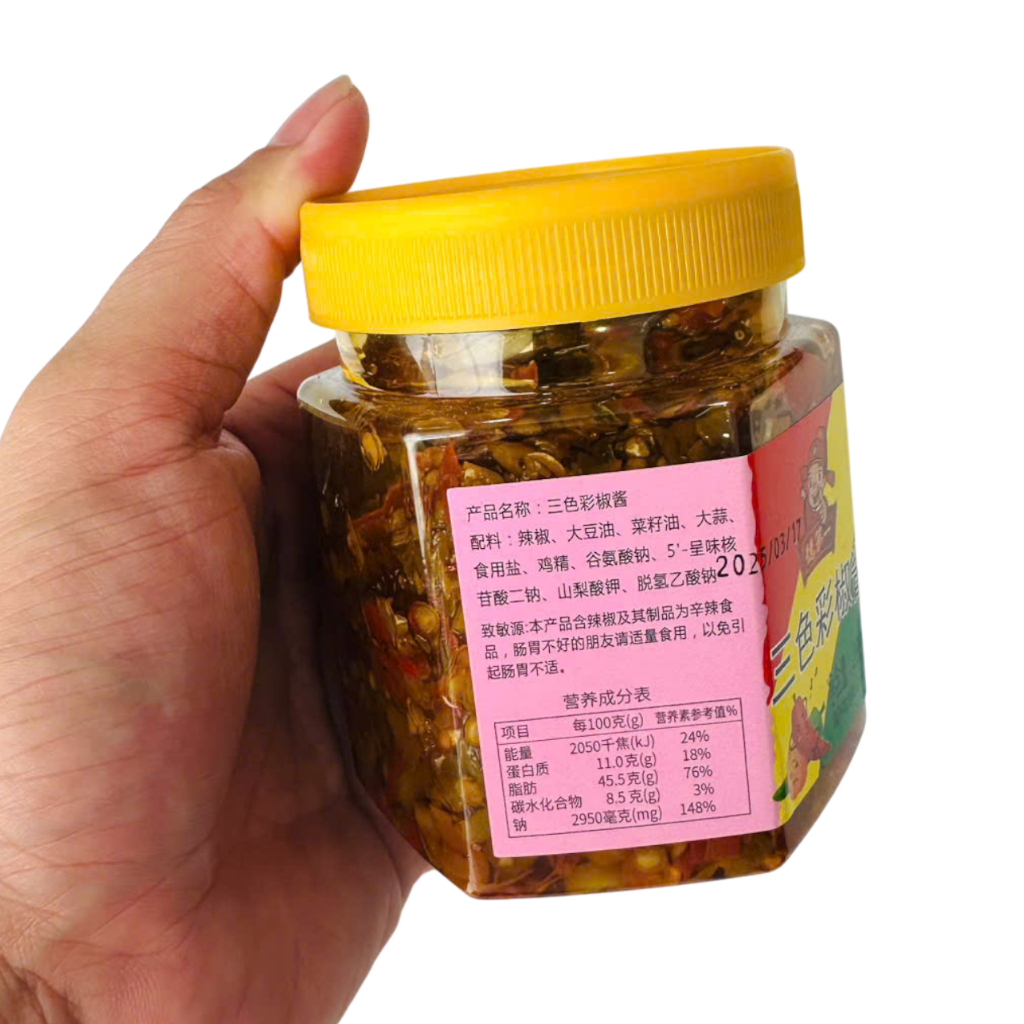 产品名称：三色彩椒酱
配料：辣椒、大豆油、菜籽油、大蒜、
食用盐、鸡精、谷氨酸钠、5'-呈味核
苷酸二钠、山梨酸钾、脱氢乙酸钠
2025/03/17
致敏源:本产品含辣椒及其制品为辛辣食
品，肠胃不好的朋友请适量食用，以免引
起肠胃不适。
营养成分表
项目 每100克(g) 营养素参考值%
能量 2050千焦(kJ) 24%
蛋白质 11.0克(g) 18%
脂肪 45.5克(g) 76%
碳水化合物 8.5克(g) 3%
钠 2950毫克(mg) 148%
三色彩椒酱